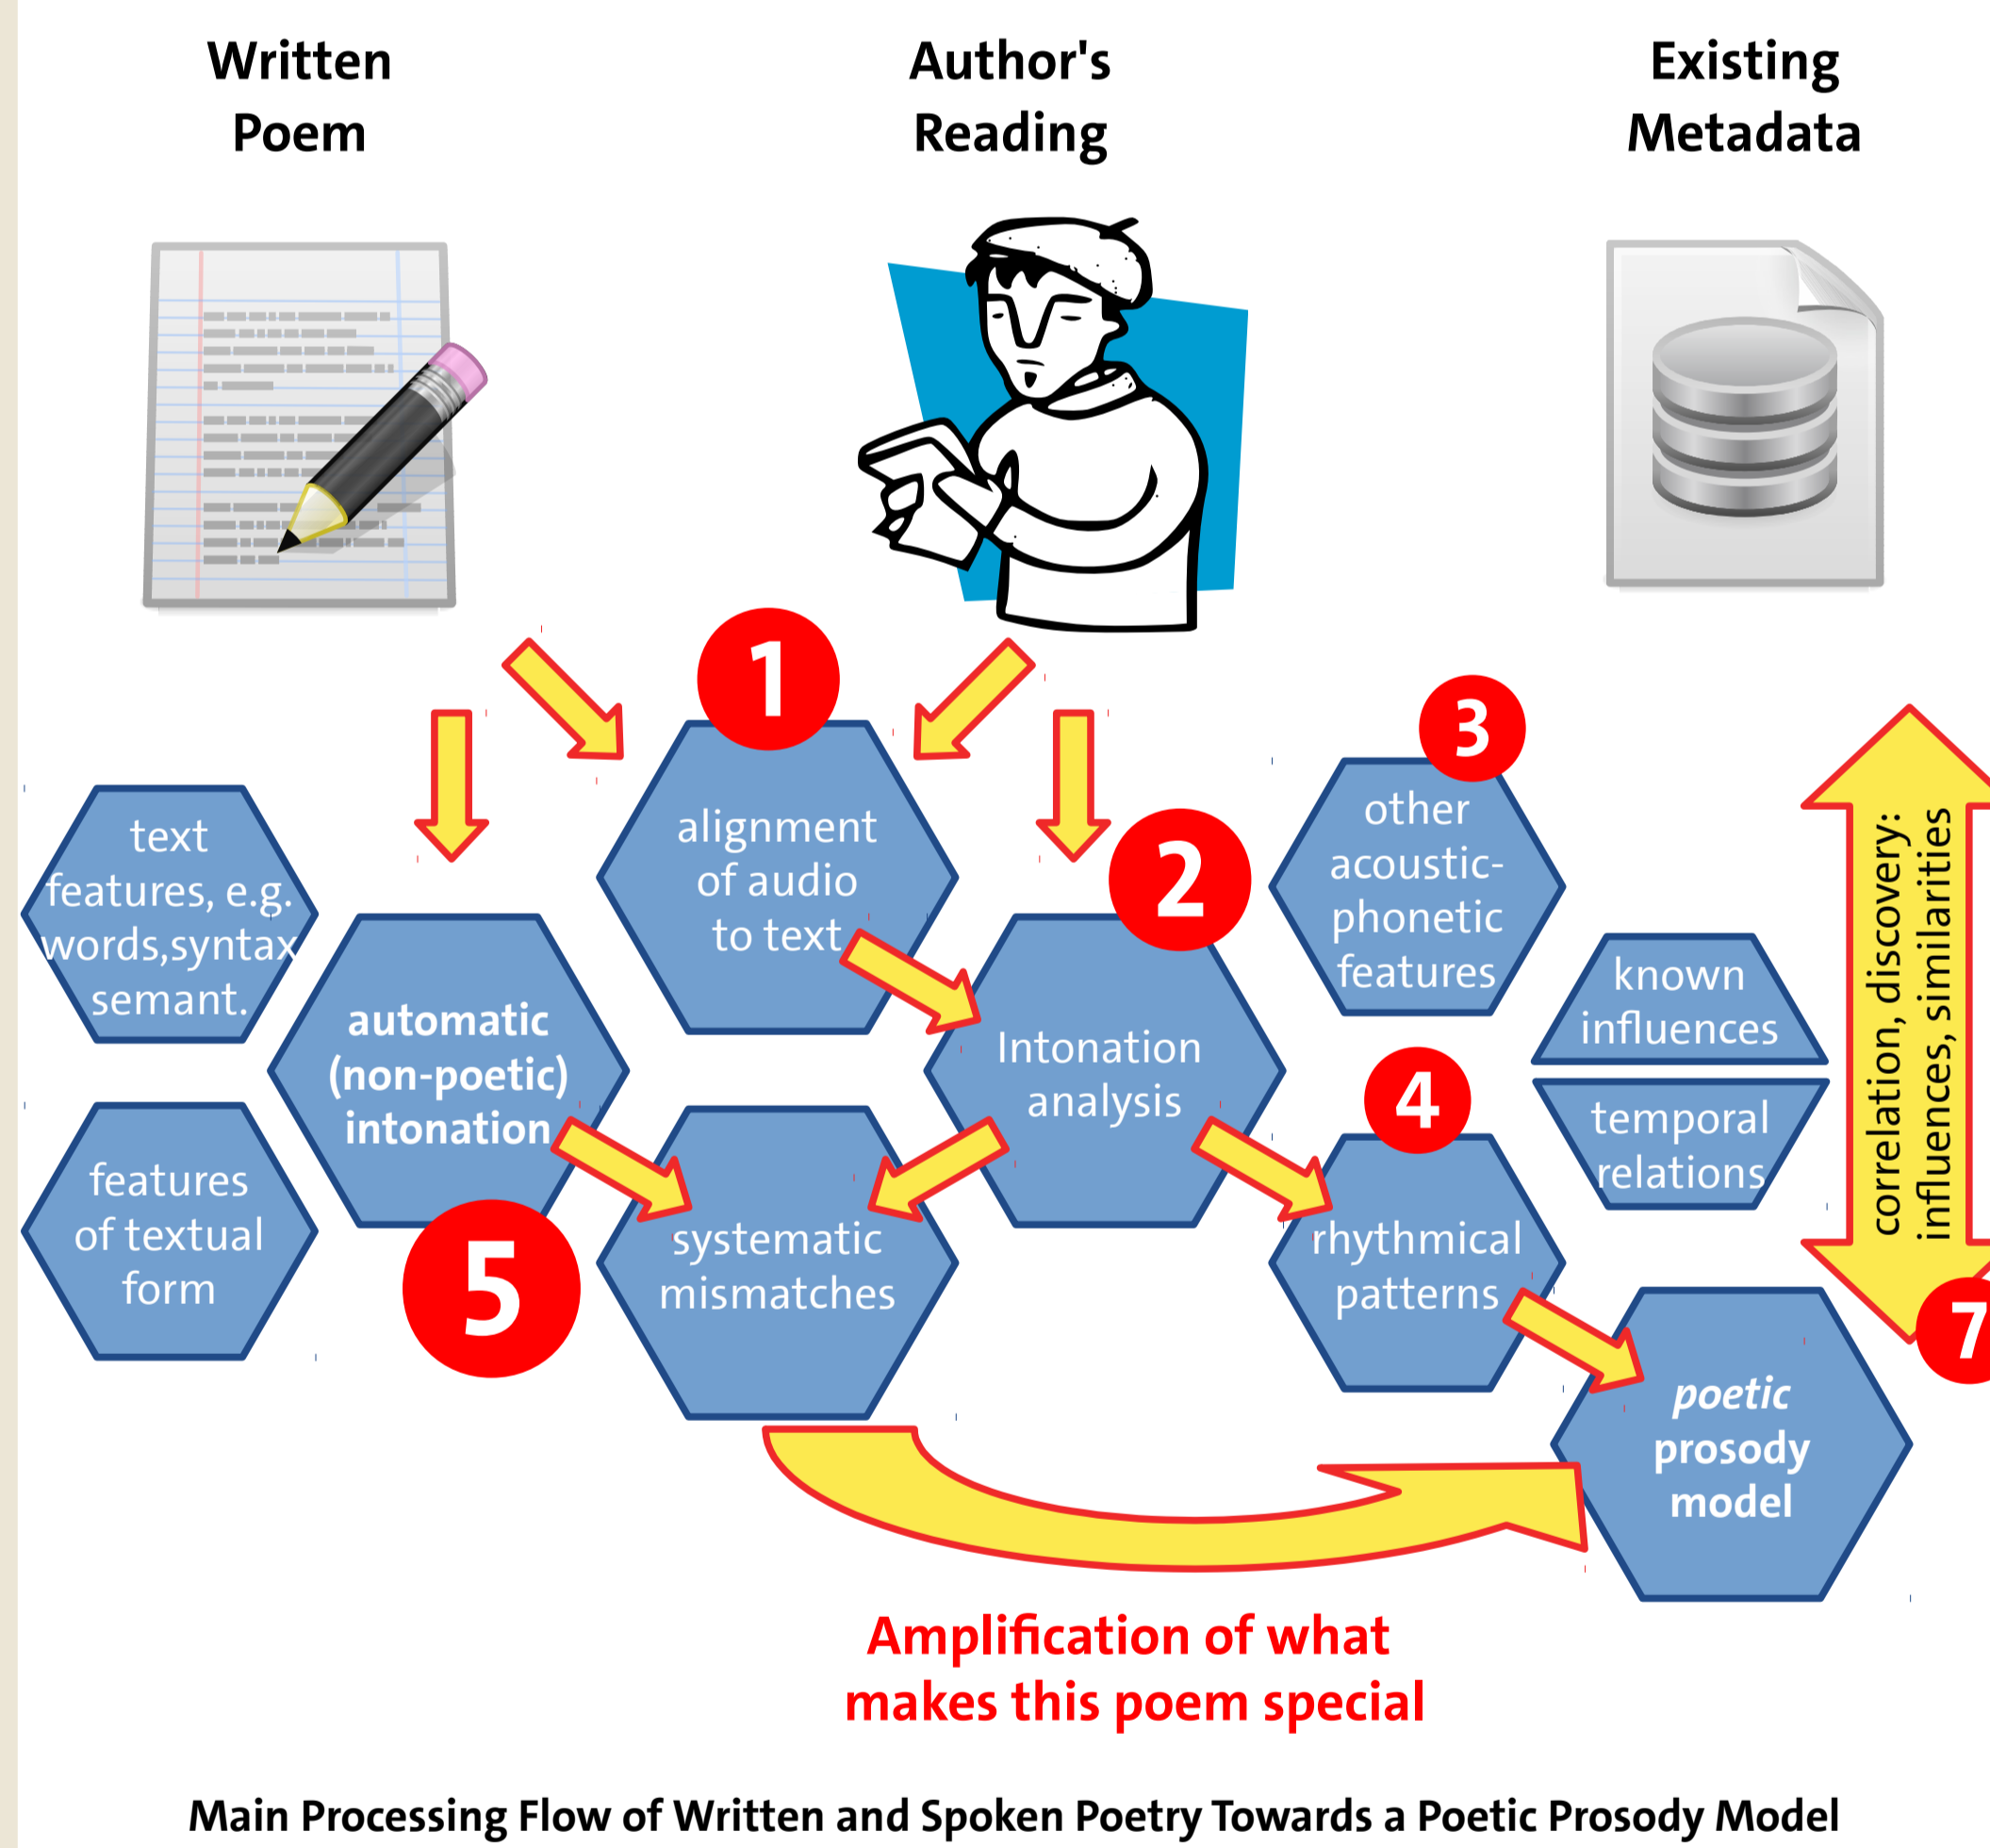 Written
Poem
Author's
Reading
Existing
Metadata
1
alignment
of audio
to text
2
Intonation
analysis
3
other
acoustic-
phonetic
features
text
features, e.g.
words,syntax
semant.
automatic
(non-poetic)
intonation
known
influences
temporal
relations
correlation, discovery:
influences, similarities
features
of textual
form
5
systematic
mismatches
4
rhythmical
patterns
7
poetic
prosody
model
Amplification of what
makes this poem special
Main Processing Flow of Written and Spoken Poetry Towards a Poetic Prosody Model